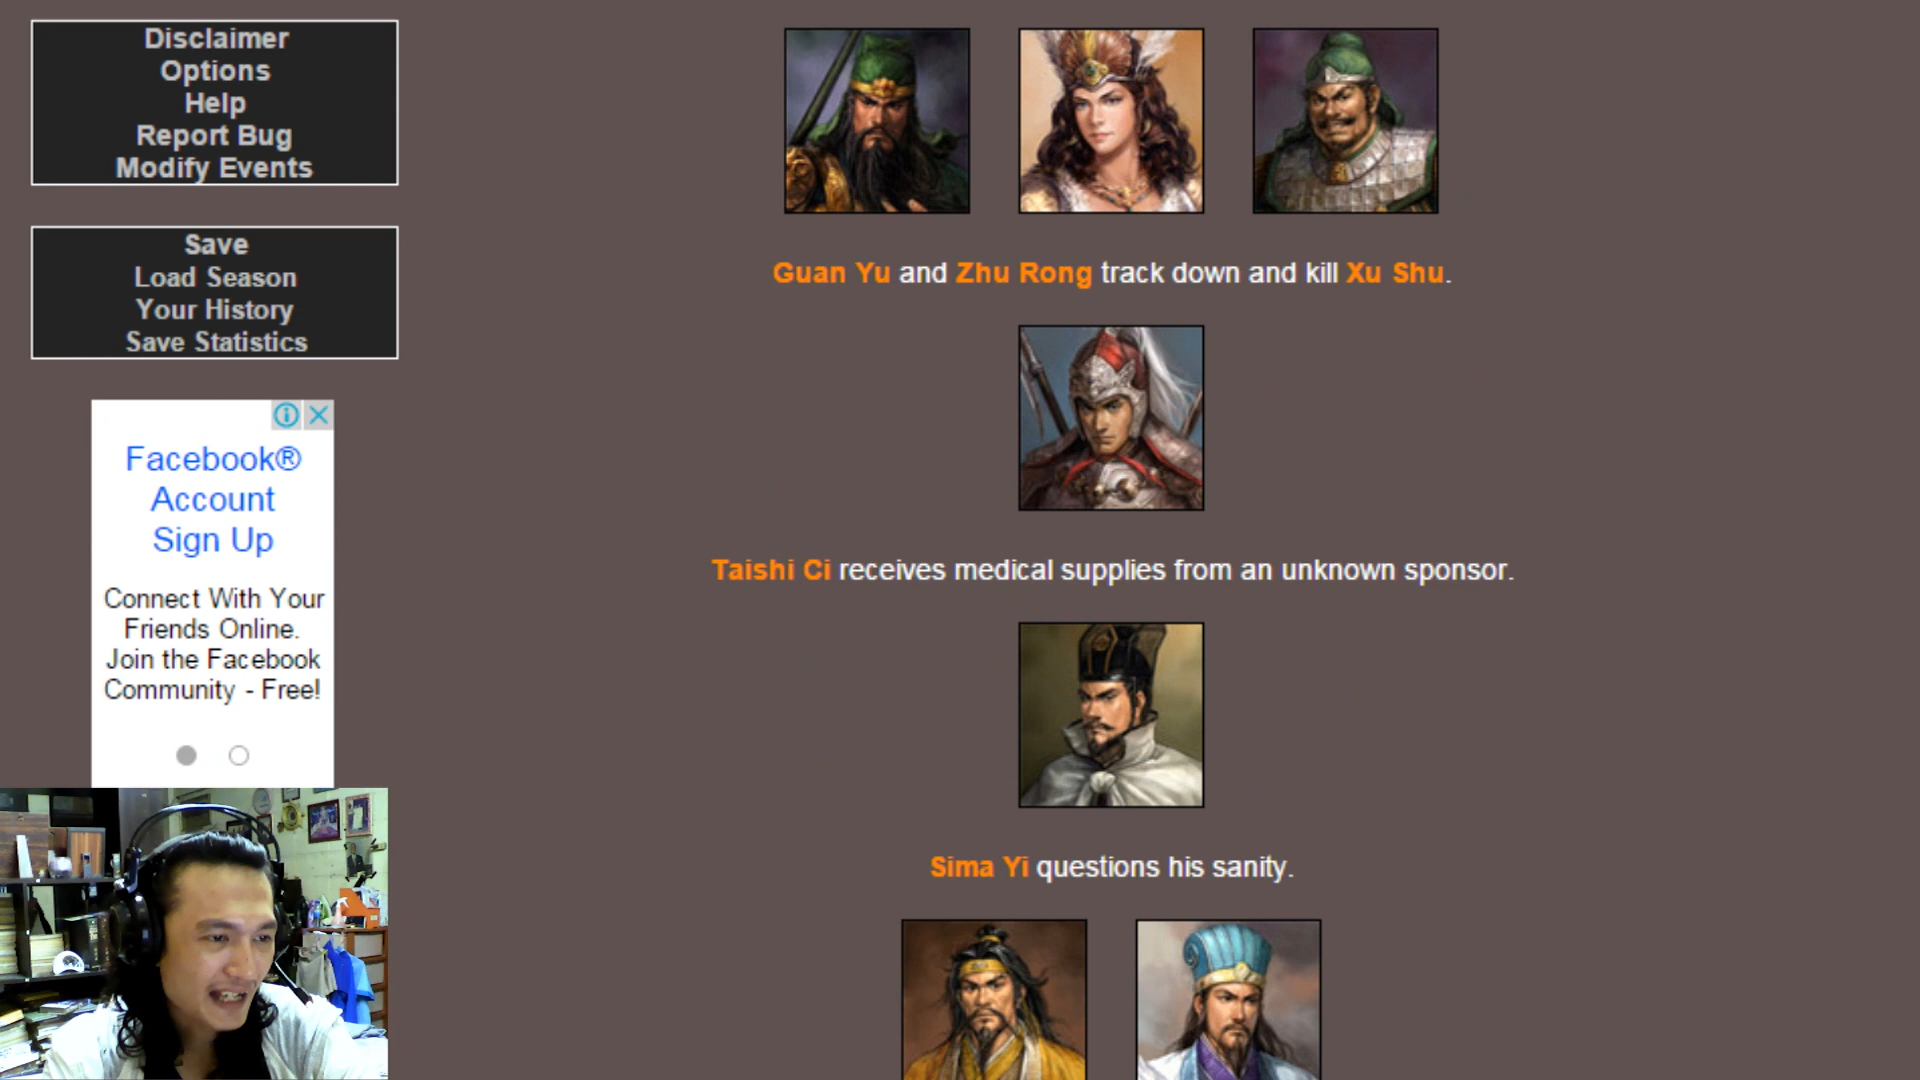 Disclaimer
Options
Help
Report Bug
Modify Events
Save
Load Season
Your History
Save Statistics
Facebook®
Account
Sign Up
Connect With Your
Friends Online.
Join the Facebook
Community - Free!
Guan Yu and Zhu Rong track down and kill Xu Shu.
Taishi Ci receives medical supplies from an unknown sponsor.
Sima Yi questions his sanity.